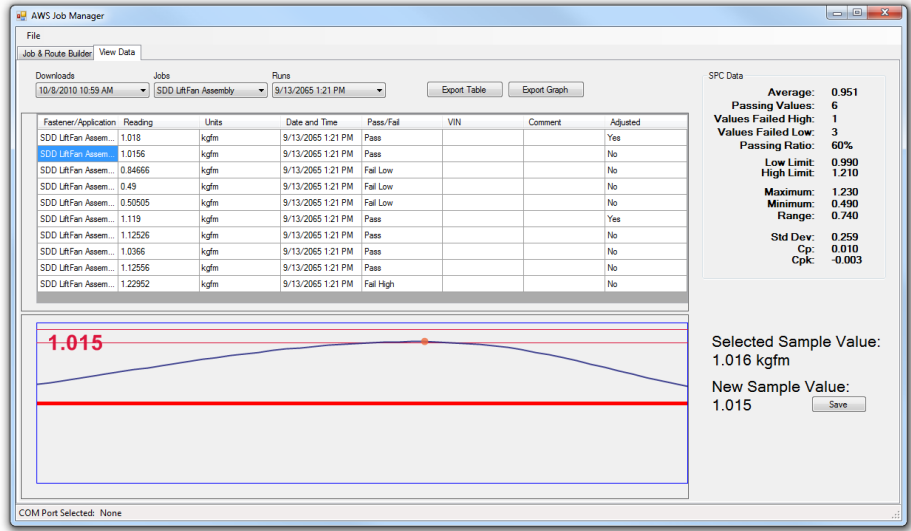 AWS Job Manager
File
Job & Route Builder View Data
Downloads Jobs Runs
10/8/2010 10:59 AM SDD LiftFan Assembly 9/13/2065 1:21 PM Export Table Export Graph
Fastener/Application Reading Units Date and Time Pass/Fail VIN Comment Adjusted
SDD LiftFan Assem... 1.018 kgfm 9/13/2065 1:21 PM Pass Yes
SDD LiftFan Assem... 1.0156 kgfm 9/13/2065 1:21 PM Pass No
SDD LiftFan Assem... 0.84666 kgfm 9/13/2065 1:21 PM Fail Low No
SDD LiftFan Assem... 0.49 kgfm 9/13/2065 1:21 PM Fail Low No
SDD LiftFan Assem... 0.50505 kgfm 9/13/2065 1:21 PM Fail Low No
SDD LiftFan Assem... 1.119 kgfm 9/13/2065 1:21 PM Pass Yes
SDD LiftFan Assem... 1.12526 kgfm 9/13/2065 1:21 PM Pass No
SDD LiftFan Assem... 1.0366 kgfm 9/13/2065 1:21 PM Pass No
SDD LiftFan Assem... 1.12556 kgfm 9/13/2065 1:21 PM Pass No
SDD LiftFan Assem... 1.22952 kgfm 9/13/2065 1:21 PM Fail High No
SPC Data
Average: 0.951
Passing Values: 6
Values Failed High: 1
Values Failed Low: 3
Passing Ratio: 60%
Low Limit: 0.990
High Limit: 1.210
Maximum: 1.230
Minimum: 0.490
Range: 0.740
Std Dev: 0.259
Cp: 0.010
Cpk: -0.003
1.015
Selected Sample Value:
1.016 kgfm
New Sample Value:
1.015 Save
COM Port Selected: None